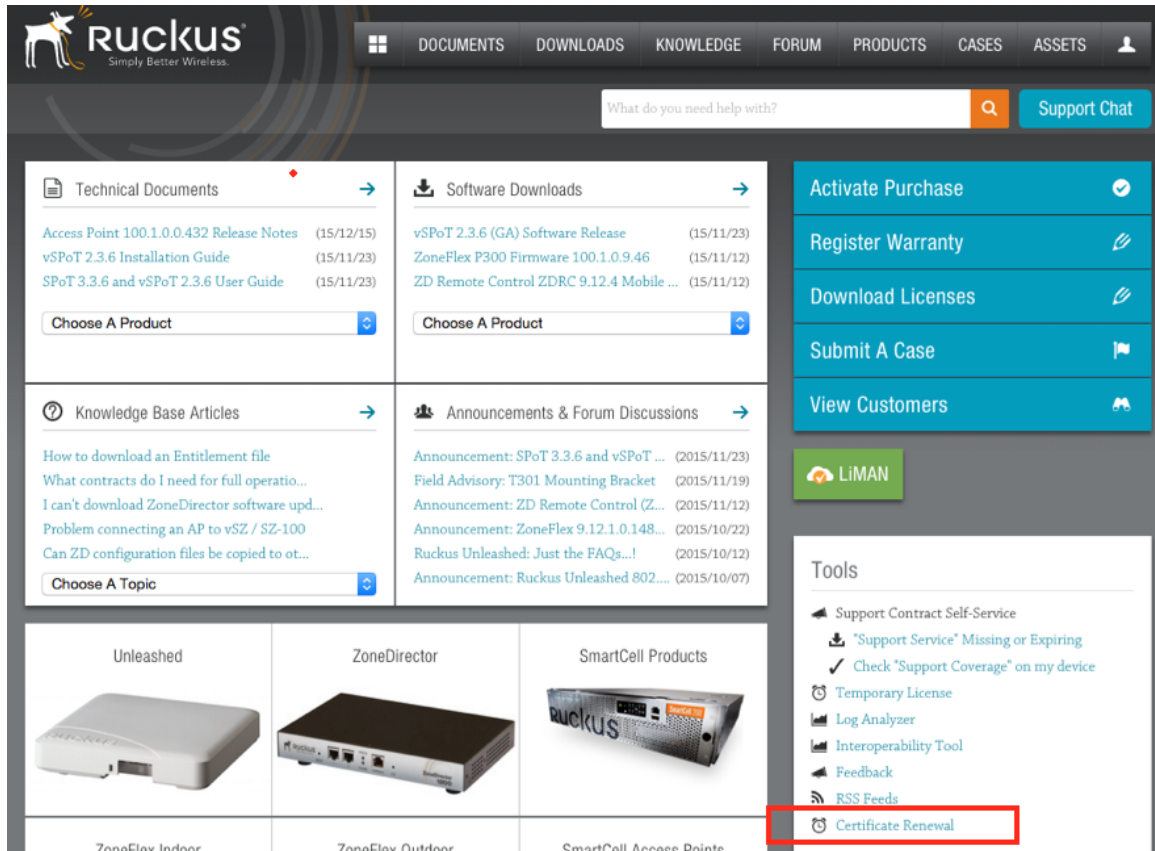 RUCKUS
Simply Better Wireless.
DOCUMENTS DOWNLOADS KNOWLEDGE FORUM PRODUCTS CASES ASSETS
What do you need help with?
Support Chat
Technical Documents
Access Point 100.1.0.0.432 Release Notes (15/12/15)
vSPoT 2.3.6 Installation Guide (15/11/23)
SPoT 3.3.6 and vSPoT 2.3.6 User Guide (15/11/23)
Choose A Product
Software Downloads
vSPoT 2.3.6 (GA) Software Release (15/11/23)
ZoneFlex P300 Firmware 100.1.0.9.46 (15/11/12)
ZD Remote Control ZDRC 9.12.4 Mobile ... (15/11/12)
Choose A Product
Knowledge Base Articles
How to download an Entitlement file
What contracts do I need for full operatio...
I can't download ZoneDirector software upd...
Problem connecting an AP to vSZ / SZ-100
Can ZD configuration files be copied to ot...
Choose A Topic
Announcements & Forum Discussions
Announcement: SPoT 3.3.6 and vSPoT ... (2015/11/23)
Field Advisory: T301 Mounting Bracket (2015/11/19)
Announcement: ZD Remote Control (Z... (2015/11/12)
Announcement: ZoneFlex 9.12.1.0.148... (2015/10/22)
Ruckus Unleashed: Just the FAQs...! (2015/10/12)
Announcement: Ruckus Unleashed 802.... (2015/10/07)
Activate Purchase
Register Warranty
Download Licenses
Submit A Case
View Customers
LiMAN
Tools
Support Contract Self-Service
"Support Service" Missing or Expiring
Check "Support Coverage" on my device
Temporary License
Log Analyzer
Interoperability Tool
Feedback
RSS Feeds
Certificate Renewal
Unleashed
ZoneDirector
SmartCell Products
RUCKUS
ZoneFlex Indoor
ZoneFlex Outdoor
SmartCell Access Points